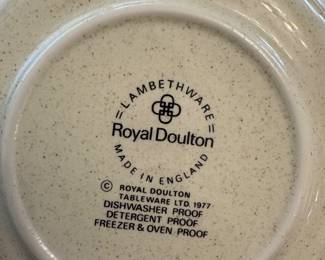 =LAMBETHWARE=
Royal Doulton
MADE IN ENGLAND
© ROYAL DOULTON
TABLEWARE LTD. 1977
DISHWASHER PROOF
DETERGENT PROOF
FREEZER & OVEN PROOF